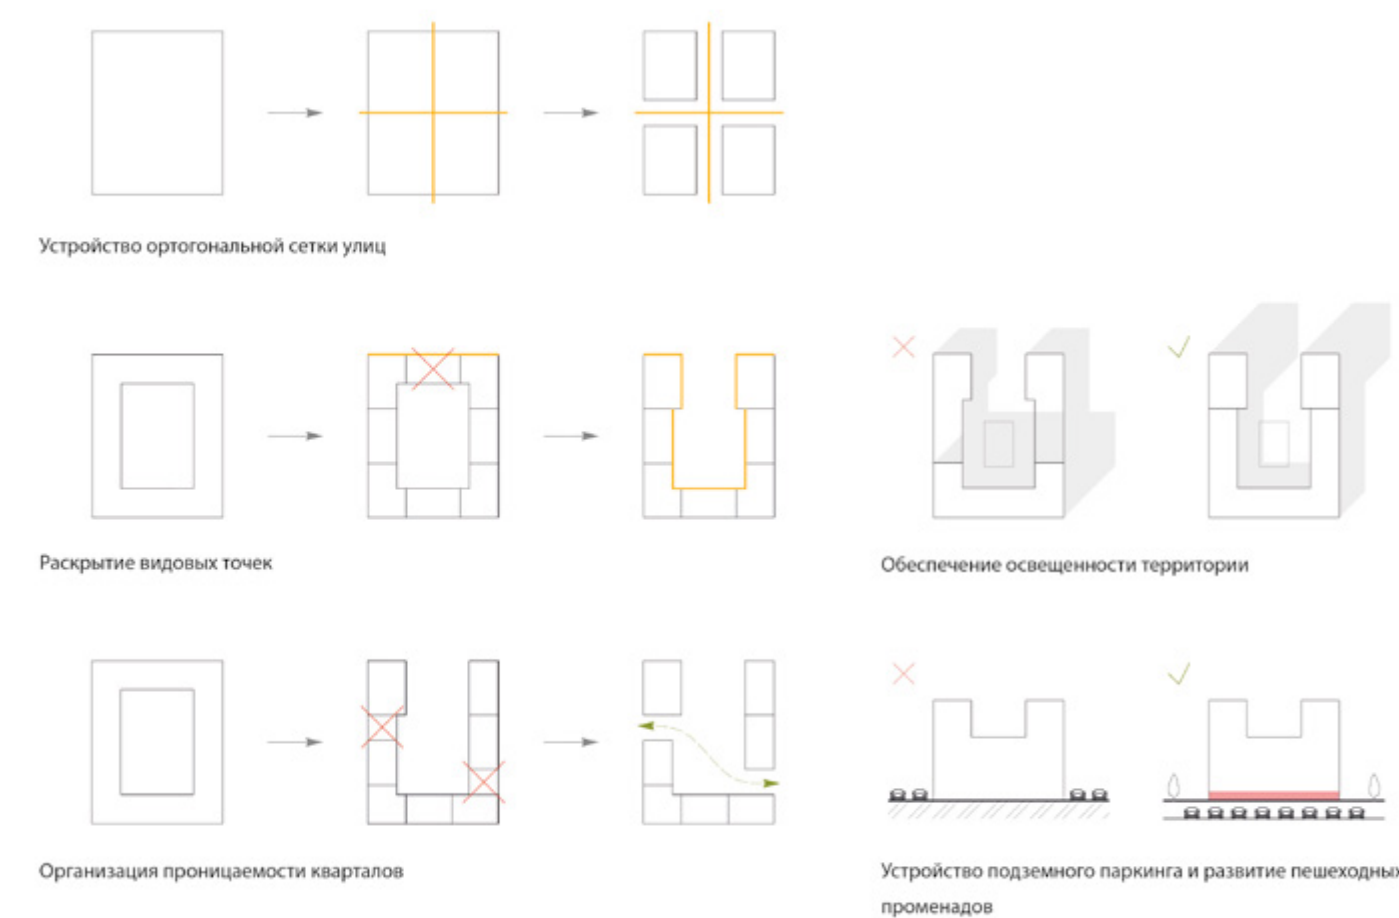 Устройство ортогональной сетки улиц
Раскрытие видовых точек
Обеспечение освещенности территории
Организация проницаемости кварталов
Устройство подземного паркинга и развитие пешеходных
променадов